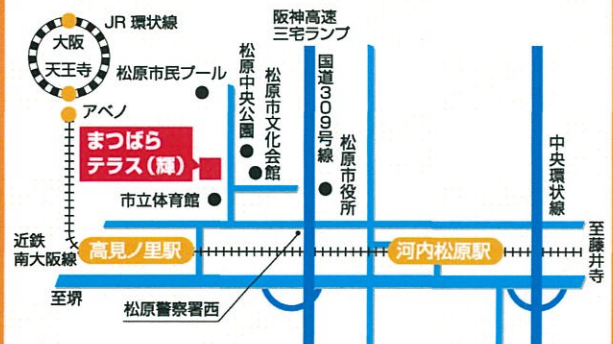 JR 環状線
大阪
天王寺
アベノ
松原市民プール
まつばら
テラス(輝)
市立体育館
松原中央公園
松原市文化会館
阪神高速
三宅ランプ
国道309号線
松原市役所
中央環状線
至藤井寺
近鉄
南大阪線
高見ノ里駅
河内松原駅
至堺
松原警察署西